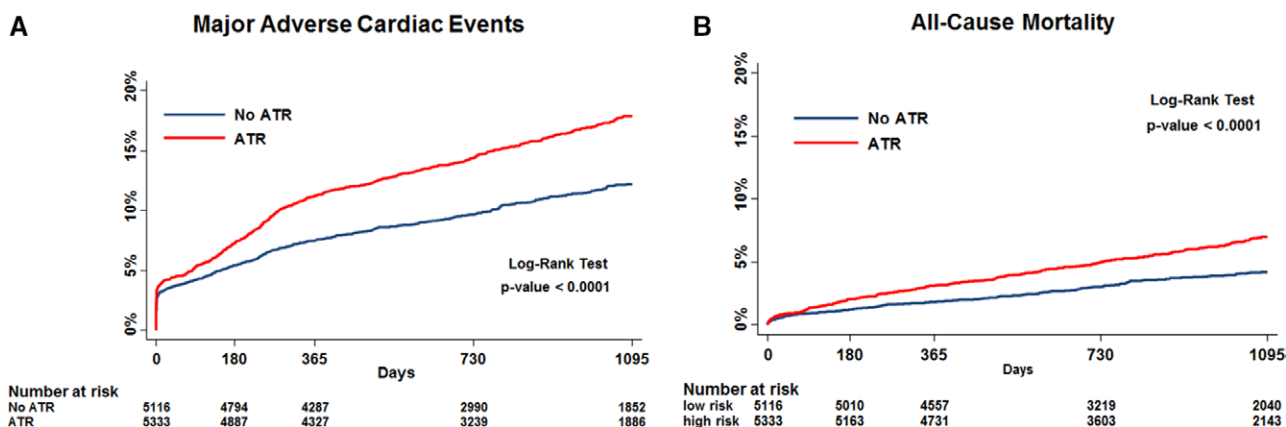 A
Major Adverse Cardiac Events
20%
15%
10%
5%
0%
No ATR
ATR
Log-Rank Test
p-value < 0.0001
0 180 365 730 1095
Days
Number at risk
No ATR 5116 4794 4287 2990 1852
ATR 5333 4887 4327 3239 1886
B
All-Cause Mortality
20%
15%
10%
5%
0%
No ATR
ATR
Log-Rank Test
p-value < 0.0001
0 180 365 730 1095
Days
Number at risk
low risk 5116 5010 4557 3219 2040
high risk 5333 5163 4731 3603 2143